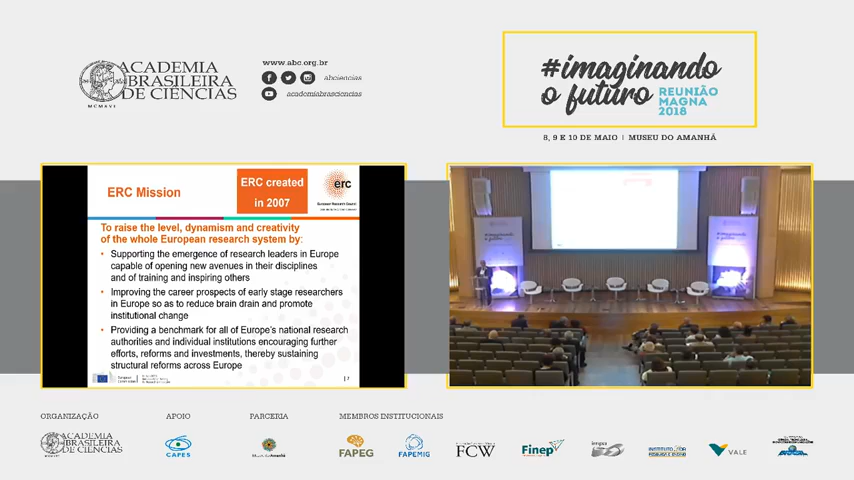 ACADEMIA
BRASILEIRA
DE CIÊNCIAS
MCMXVI
www.abc.org.br
abciencias
academiabrasciencias
#imaginando
o futuro
REUNIÃO
MAGNA
2018
8, 9 E 10 DE MAIO | MUSEU DO AMANHÃ
ERC Mission
ERC created
in 2007
erc
European Research Council
To raise the level, dynamism and creativity
of the whole European research system by:
• Supporting the emergence of research leaders in Europe
capable of opening new avenues in their disciplines
and of training and inspiring others
• Improving the career prospects of early stage researchers
in Europe so as to reduce brain drain and promote
institutional change
• Providing a benchmark for all of Europe's national research
authorities and individual institutions encouraging further
efforts, reforms and investments, thereby sustaining
structural reforms across Europe
| 7
#imaginando
o futuro
ORGANIZAÇÃO
APOIO
PARCERIA
MEMBROS INSTITUCIONAIS
ACADEMIA
BRASILEIRA
DE CIÊNCIAS
CAPES
Museu do Amanhã
FAPEG
FAPEMIG
FCW
Finep
VALE